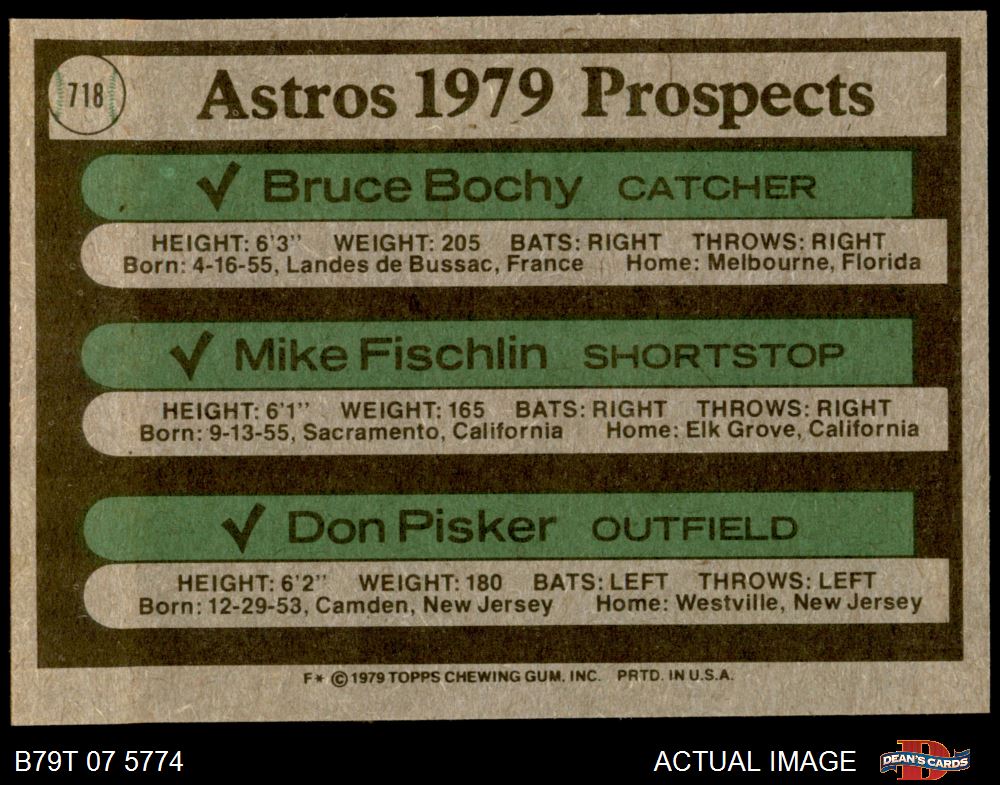 718
Astros 1979 Prospects
✓ Bruce Bochy CATCHER
HEIGHT: 6'3'' WEIGHT: 205 BATS: RIGHT THROWS: RIGHT
Born: 4-16-55, Landes de Bussac, France Home: Melbourne, Florida
✓ Mike Fischlin SHORTSTOP
HEIGHT: 6'1'' WEIGHT: 165 BATS: RIGHT THROWS: RIGHT
Born: 9-13-55, Sacramento, California Home: Elk Grove, California
✓ Don Pisker OUTFIELD
HEIGHT: 6'2'' WEIGHT: 180 BATS: LEFT THROWS: LEFT
Born: 12-29-53, Camden, New Jersey Home: Westville, New Jersey
F* © 1979 TOPPS CHEWING GUM, INC. PRTD. IN U.S.A.
B79T 07 5774 ACTUAL IMAGE D DEAN'S CARDS